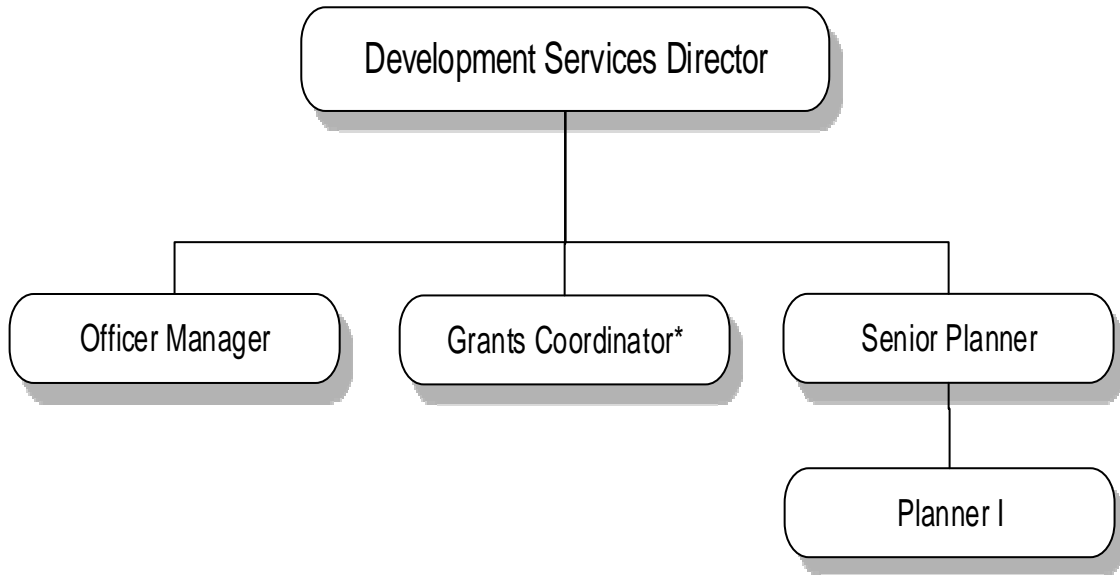 Development Services Director
Officer Manager
Grants Coordinator*
Senior Planner
Planner I